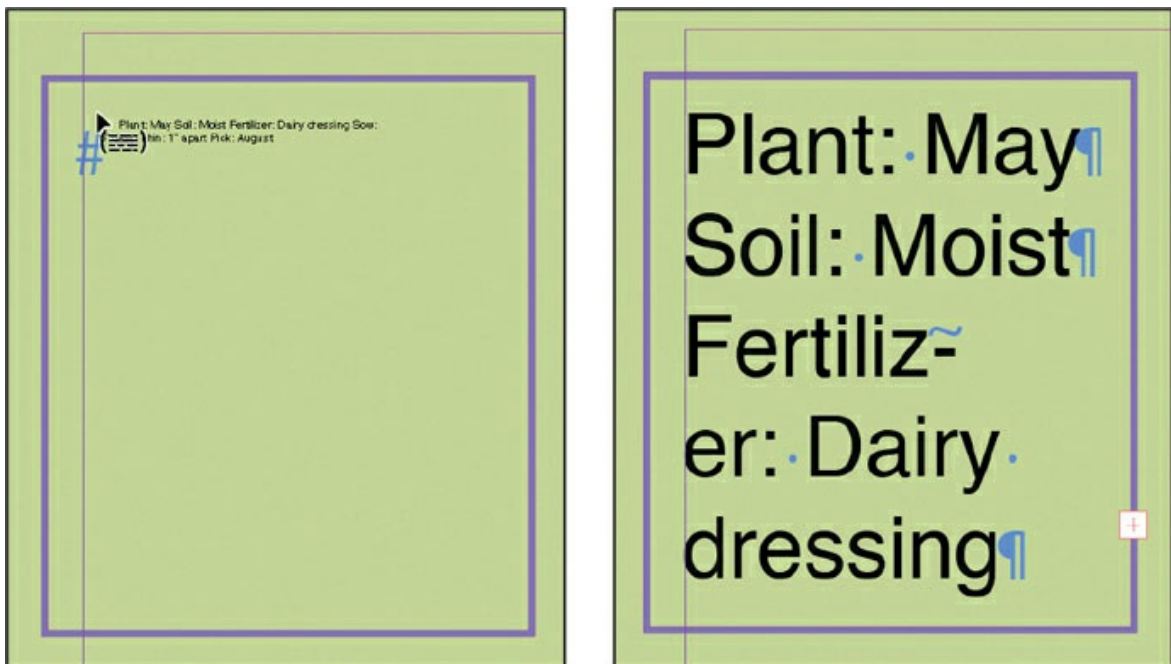 Plant: May Soil: Moist Fertilizer: Dairy dressing Sow:
hin: 1" apart Pick: August
#
Plant: May¶
Soil: Moist¶
Fertiliz-
er: Dairy
dressing¶